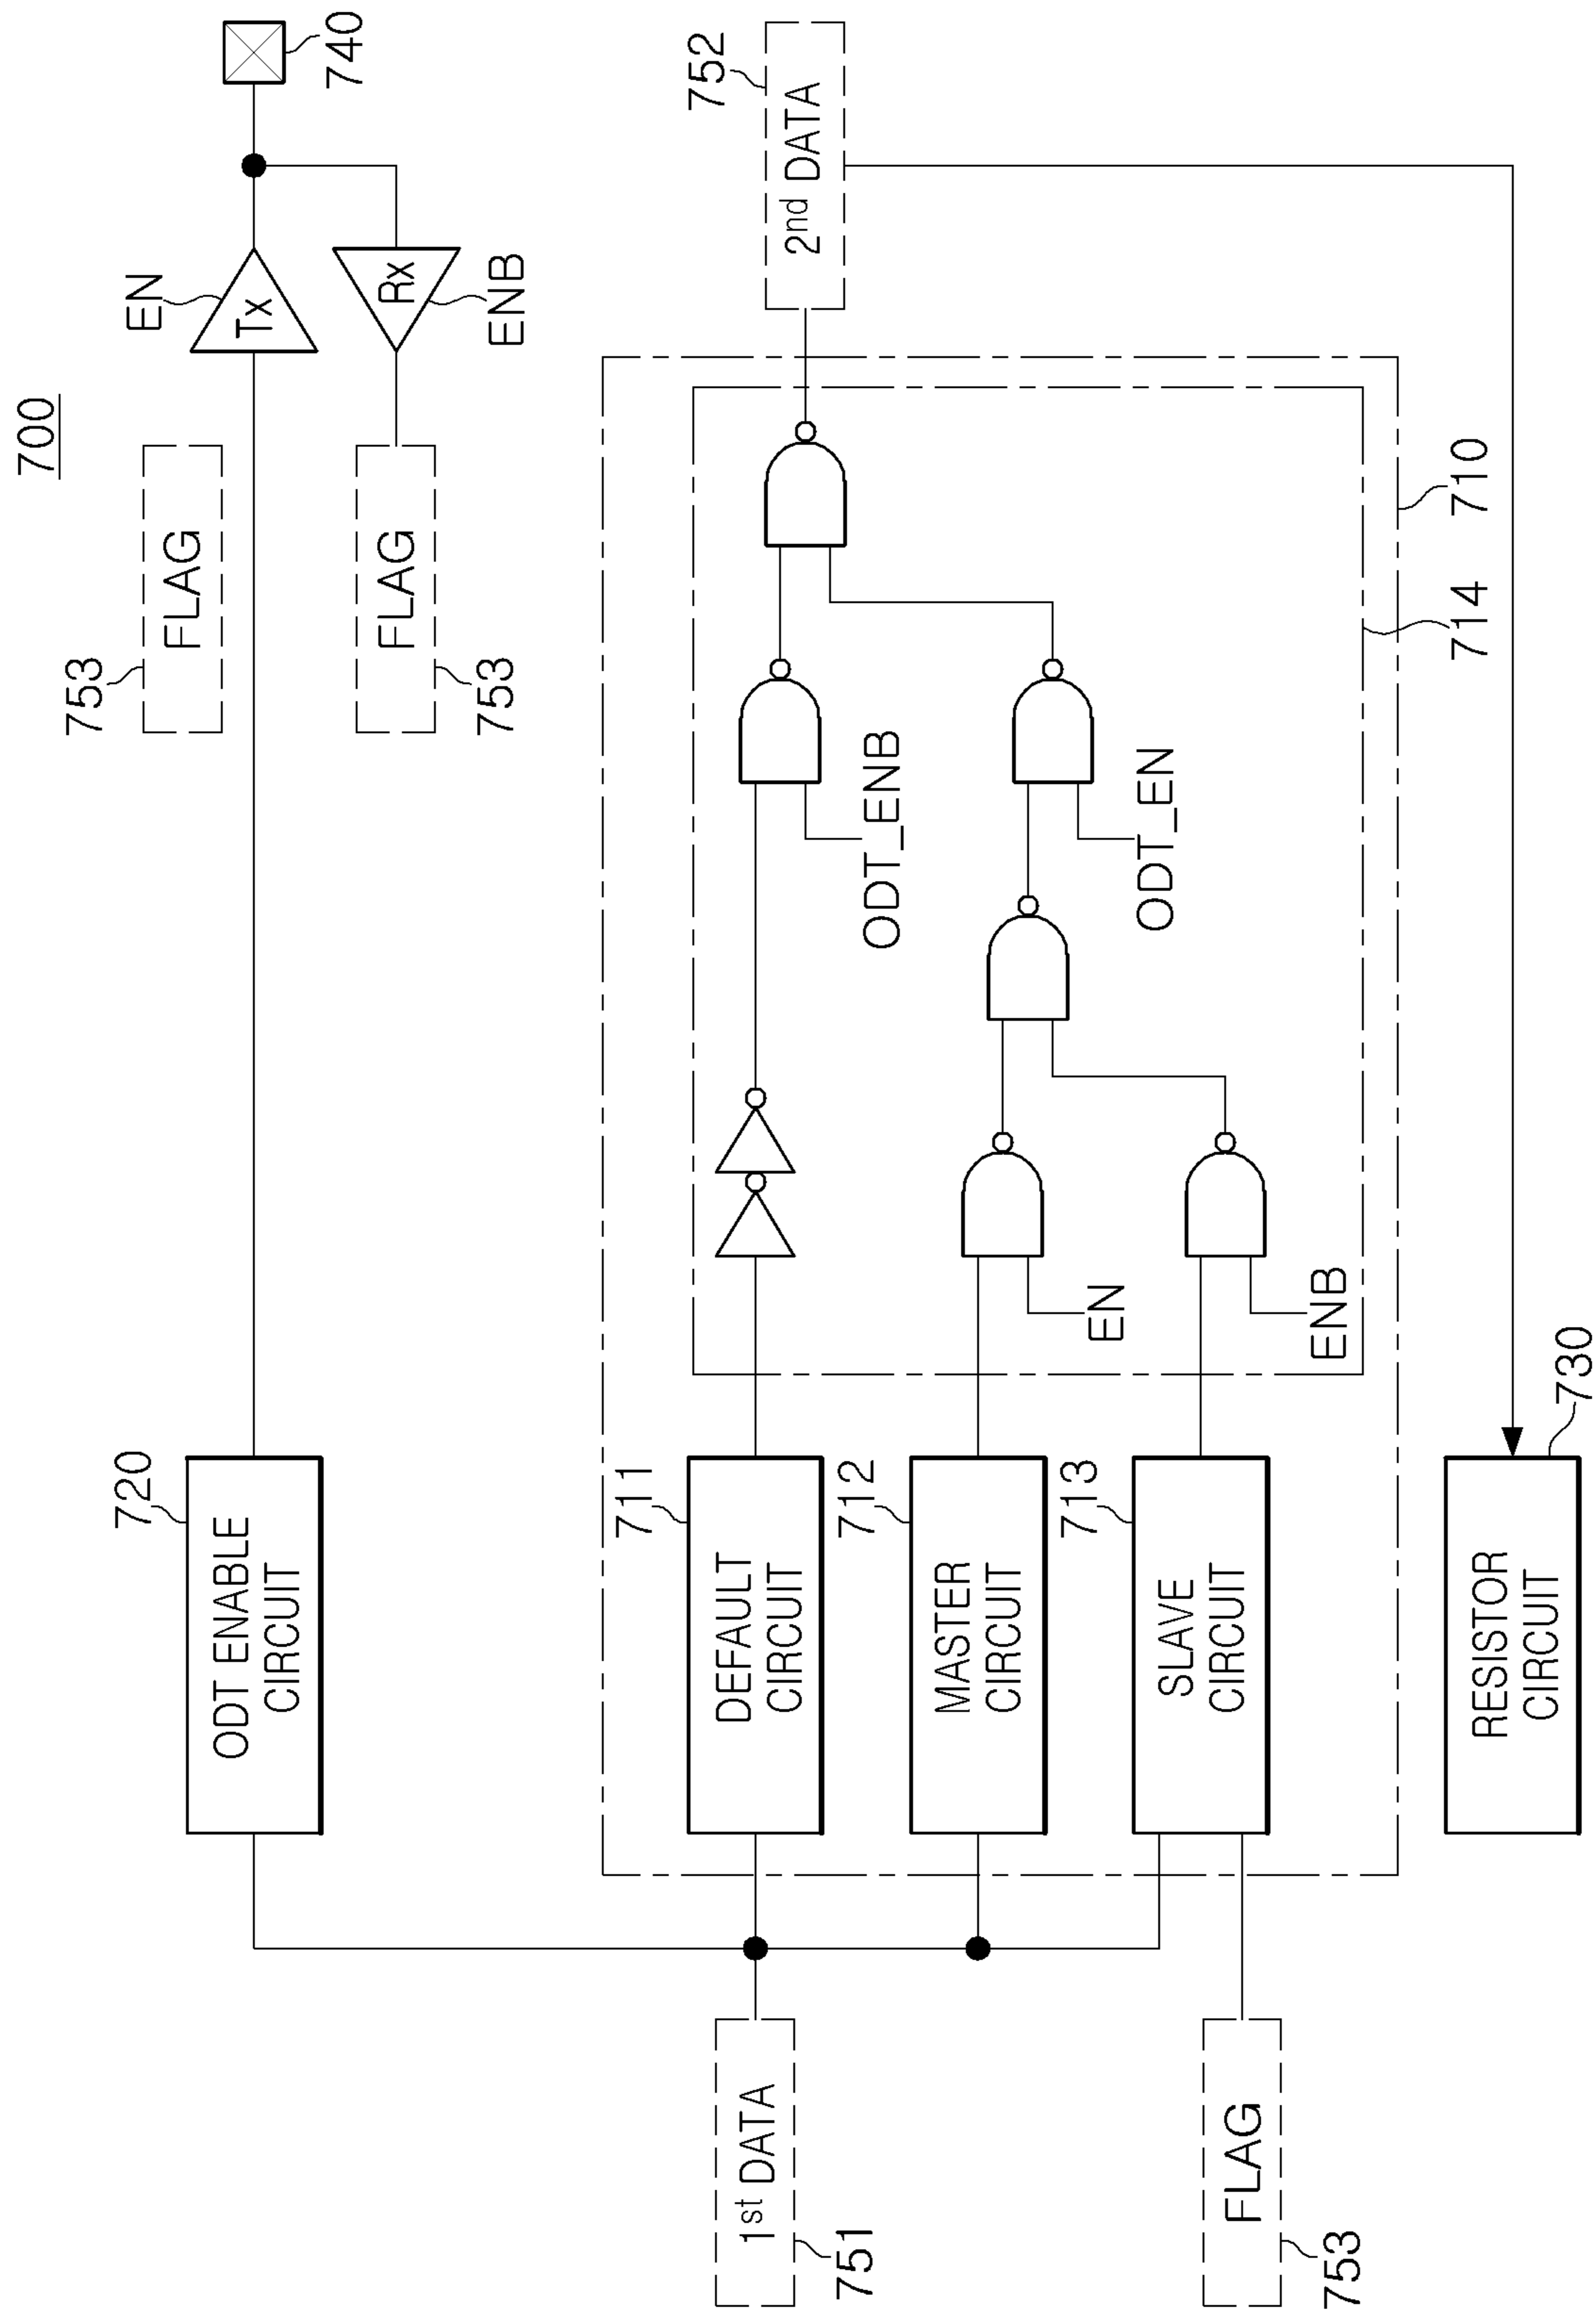 700
720
ODT ENABLE
CIRCUIT
753
FLAG
EN
Tx
740
FLAG
753
Rx
ENB
1st DATA
751
711
DEFAULT
CIRCUIT
712
MASTER
CIRCUIT
713
SLAVE
CIRCUIT
FLAG
753
ODT_ENB
EN
ENB
ODT_EN
714
710
752
2nd DATA
RESISTOR
CIRCUIT
730